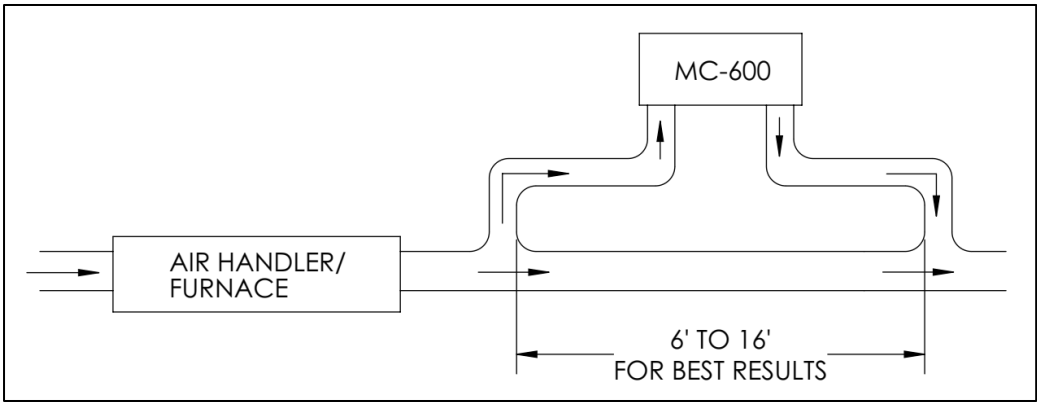 MC-600
AIR HANDLER/
FURNACE
6' TO 16'
FOR BEST RESULTS